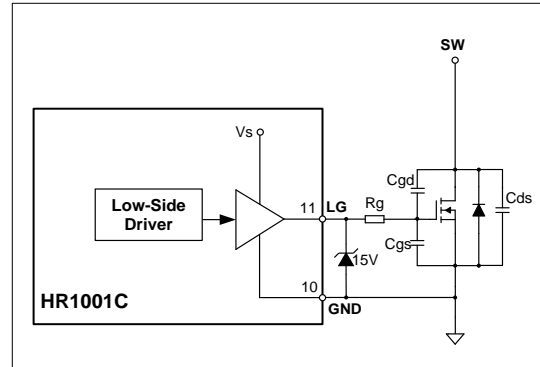 SW
Vs
Cgd
Low-Side
Driver
11
LG
Rg
Cds
Cgs
15V
10
GND
HR1001C